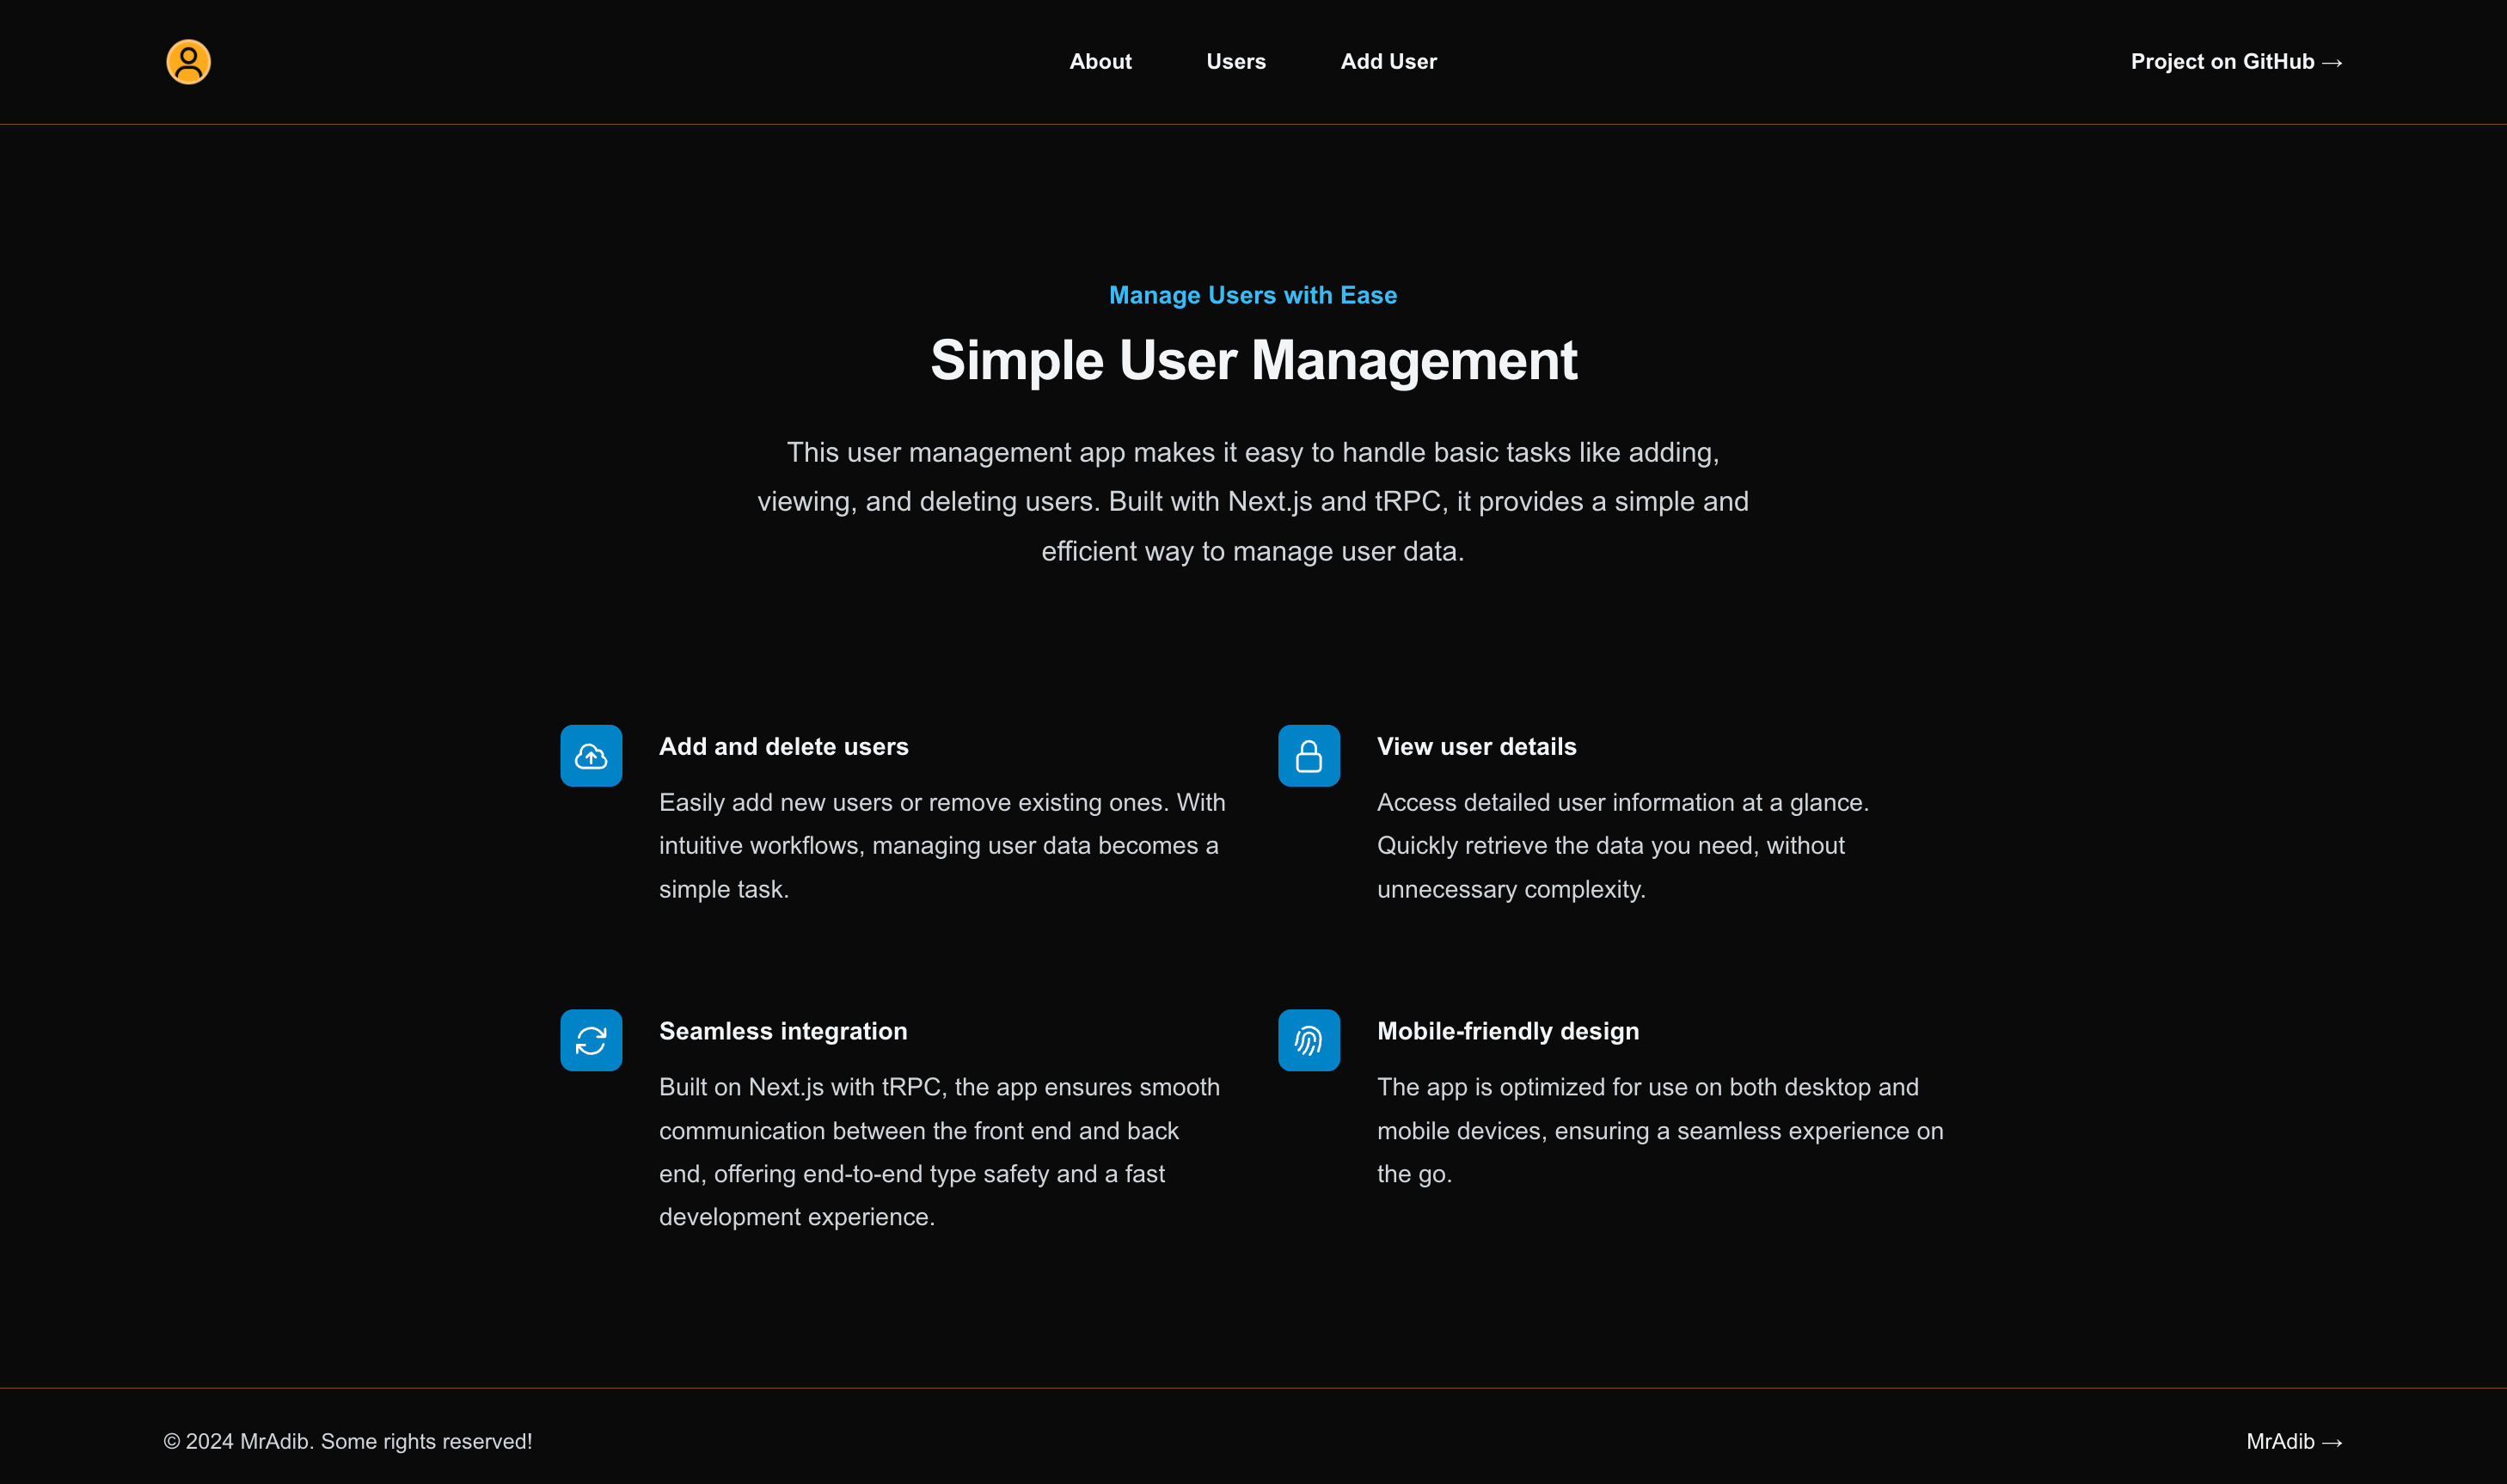 About
Users
Add User
Project on GitHub →
Manage Users with Ease
Simple User Management
This user management app makes it easy to handle basic tasks like adding,
viewing, and deleting users. Built with Next.js and tRPC, it provides a simple and
efficient way to manage user data.
Add and delete users
Easily add new users or remove existing ones. With
intuitive workflows, managing user data becomes a
simple task.
View user details
Access detailed user information at a glance.
Quickly retrieve the data you need, without
unnecessary complexity.
Seamless integration
Built on Next.js with tRPC, the app ensures smooth
communication between the front end and back
end, offering end-to-end type safety and a fast
development experience.
Mobile-friendly design
The app is optimized for use on both desktop and
mobile devices, ensuring a seamless experience on
the go.
© 2024 MrAdib. Some rights reserved!
MrAdib →